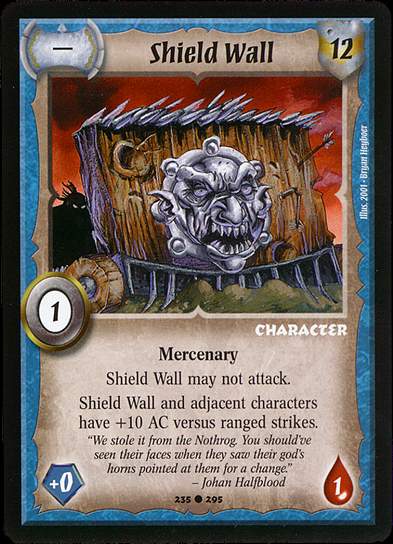 —
Shield Wall
12
Illus. 2001 • Bryan Heyboer
1
CHARACTER
Mercenary
Shield Wall may not attack.
Shield Wall and adjacent characters
have +10 AC versus ranged strikes.
“We stole it from the Nothrog. You should’ve
seen their faces when they saw their god’s
horns pointed at them for a change.”
– Johan Halfblood
+0
1
235 ● 295